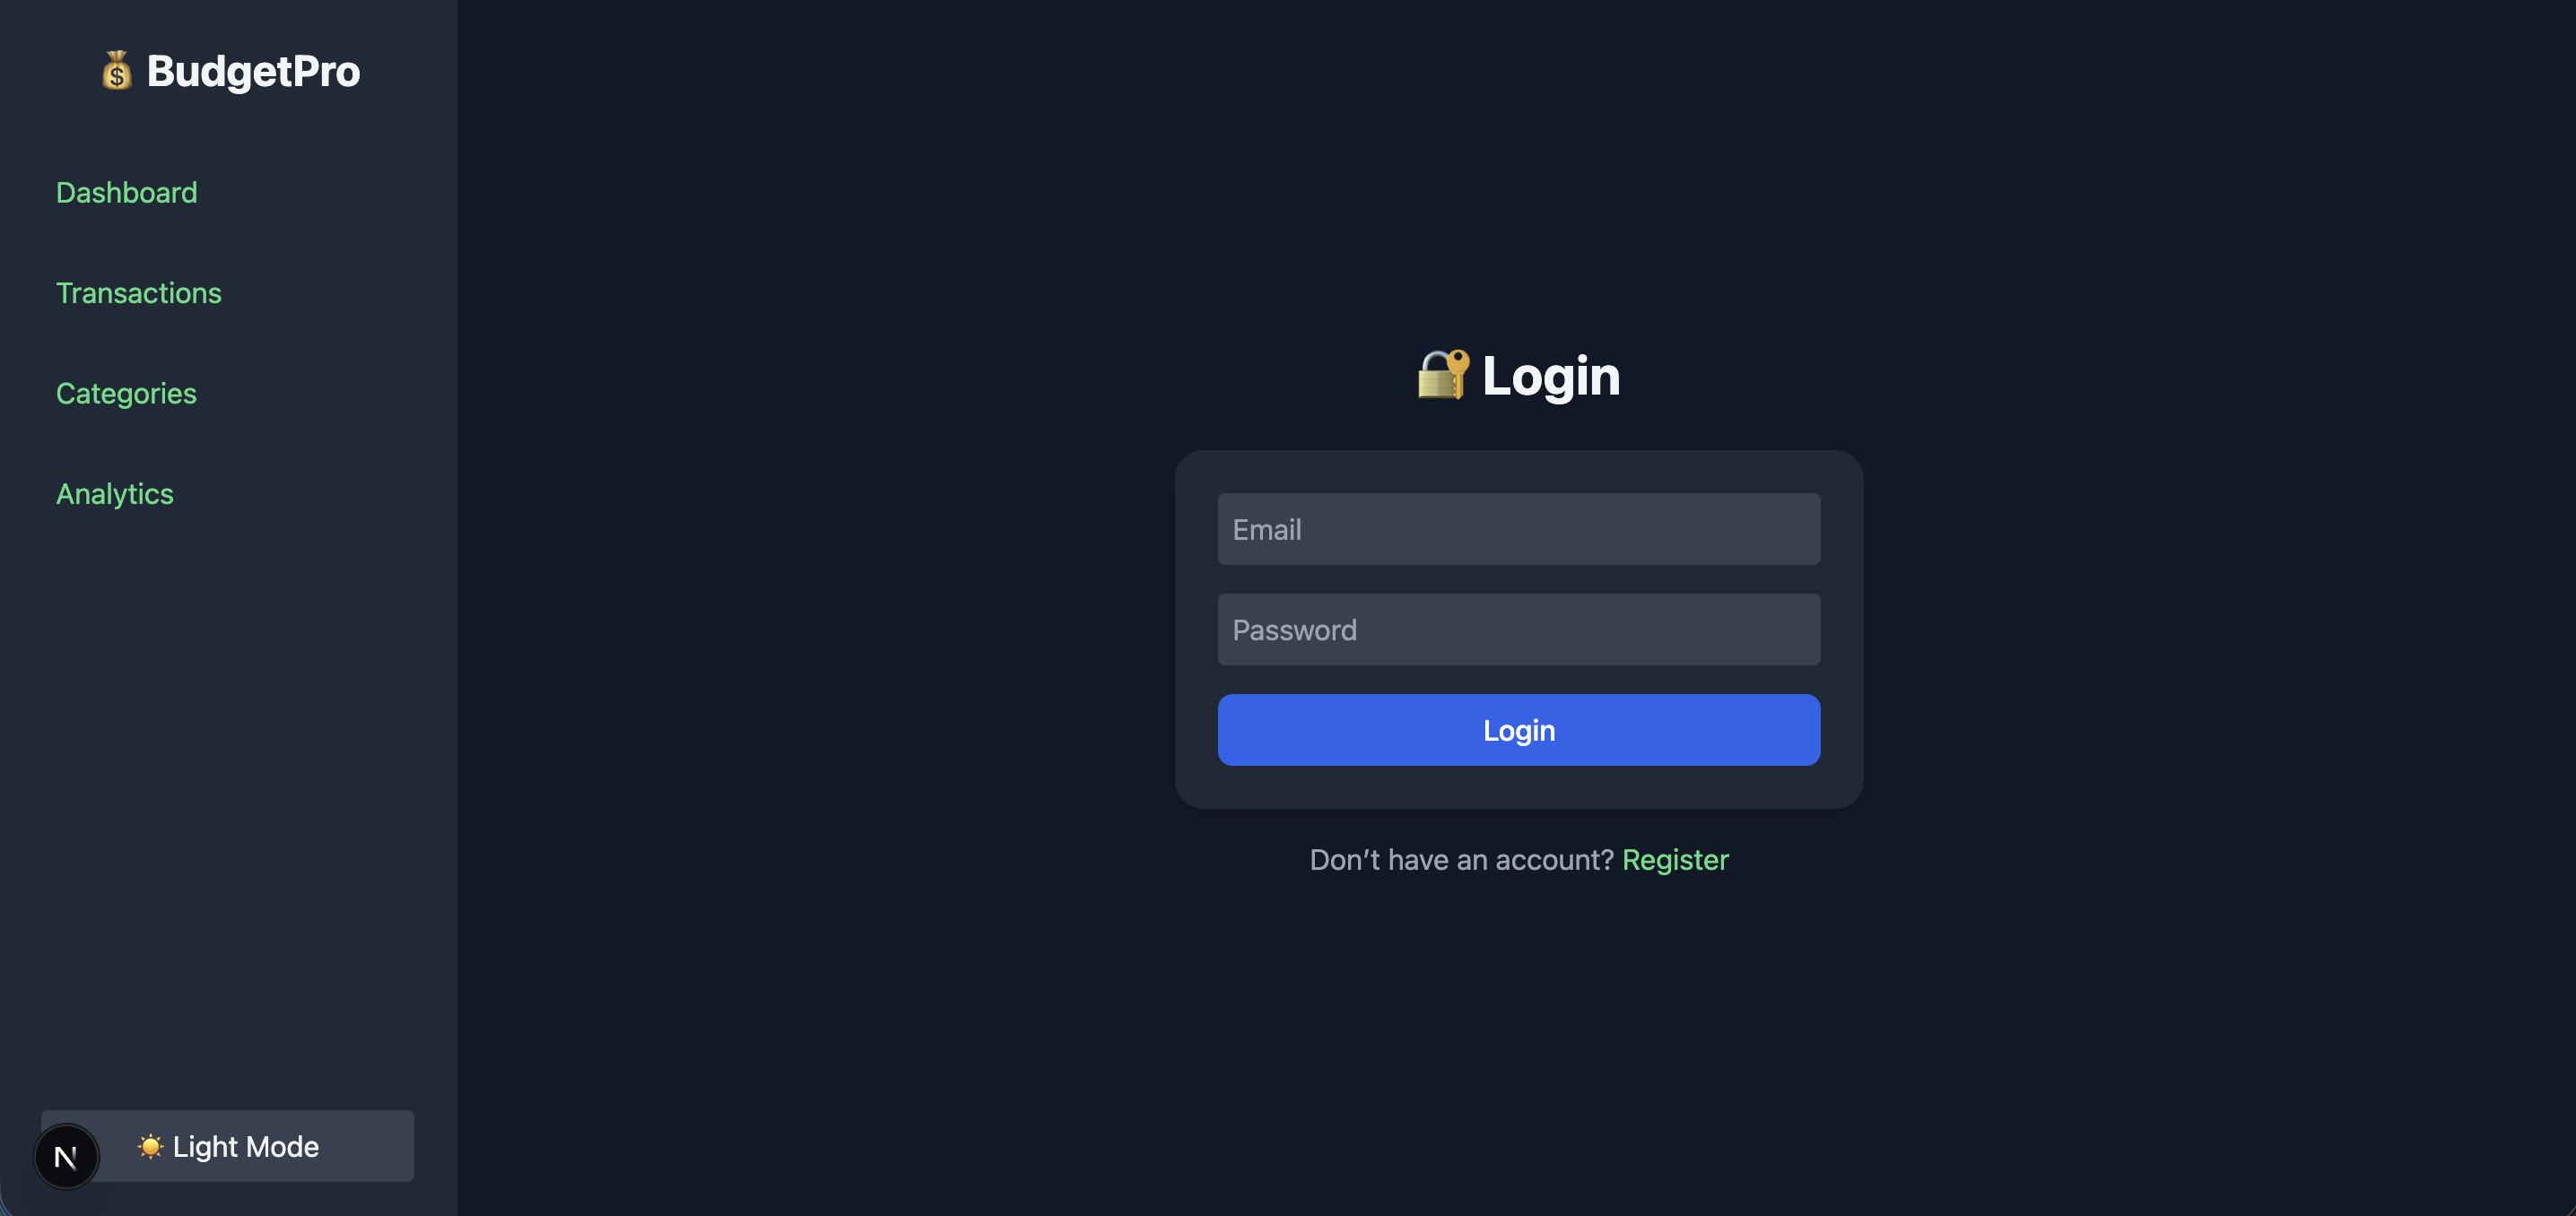 💰 BudgetPro
Dashboard
Transactions
Categories
Analytics
☀️ Light Mode
N
🔐 Login
Email
Password
Login
Don’t have an account? Register